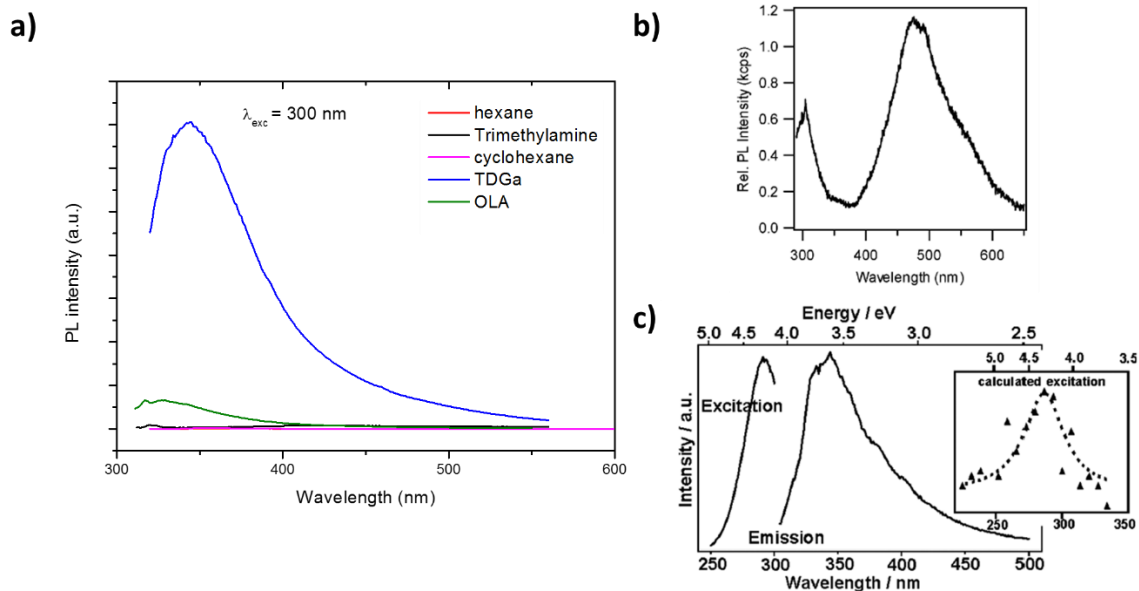 a)
λexc = 300 nm
hexane
Trimethylamine
cyclohexane
TDGa
OLA
PL intensity (a.u.)
300 400 500 600
Wavelength (nm)
b)
1.2
1.0
0.8
0.6
0.4
0.2
0.0
Rel. PL Intensity (kcps)
300 400 500 600
Wavelength (nm)
c)
Energy / eV
5.0 4.5 4.0 3.5 3.0 2.5
5.0 4.5 4.0 3.5
calculated excitation
Excitation
Intensity / a.u.
250 300 350
Emission
250 300 350 400 450 500
Wavelength / nm